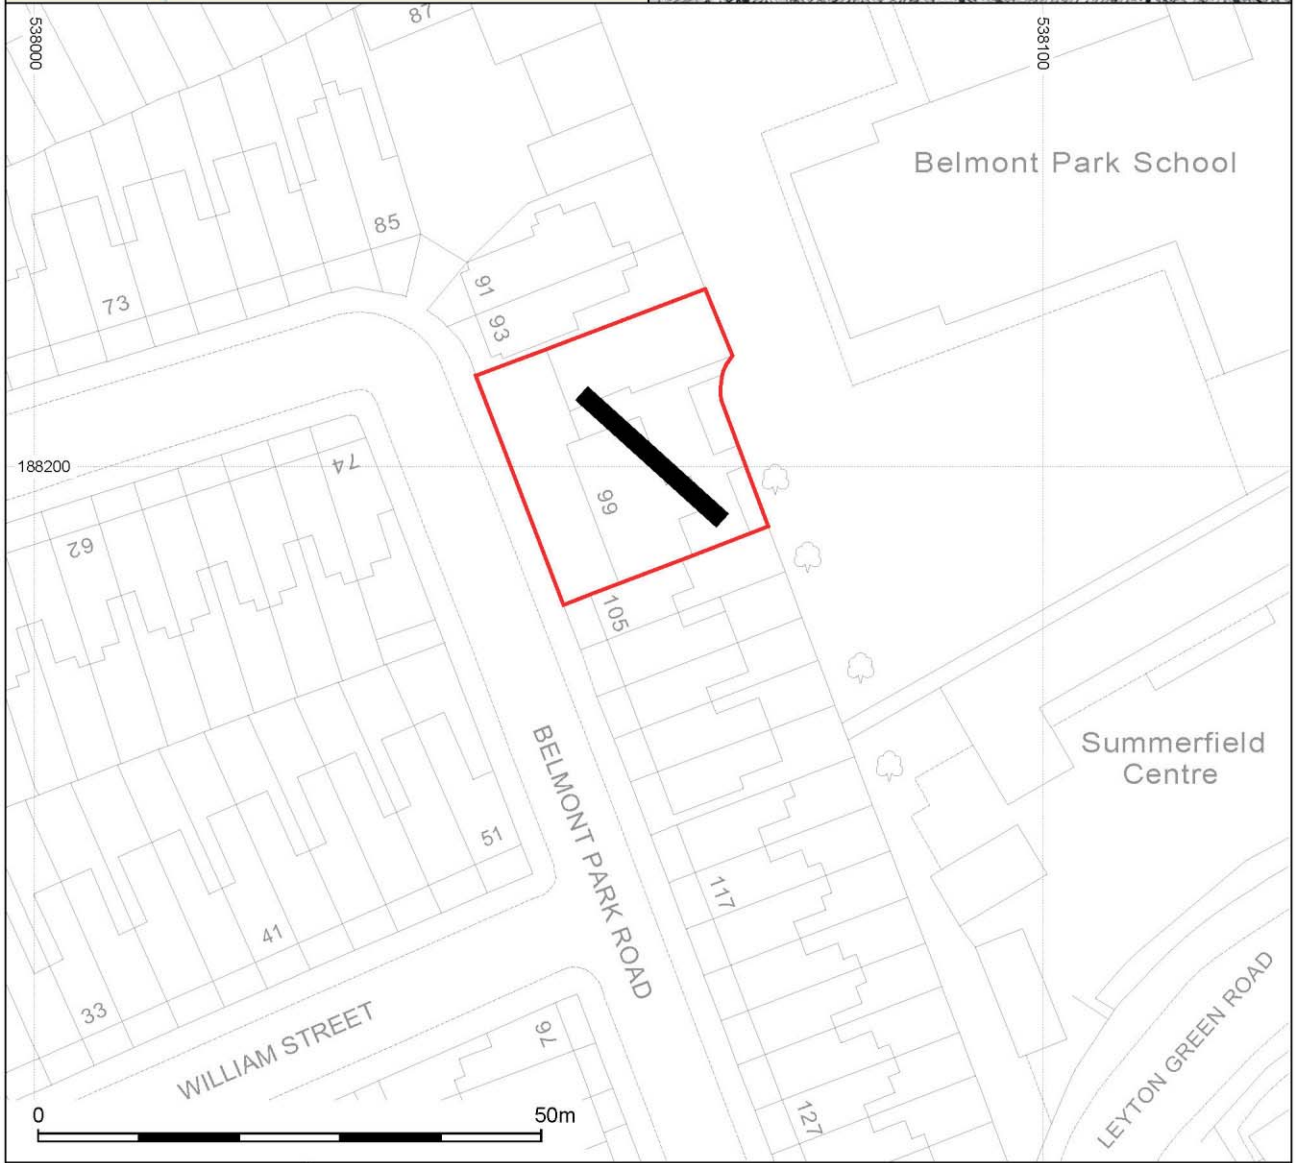 87
538000
538100
Belmont Park School
85
73
91
93
188200
74
62
99
105
BELMONT PARK ROAD
Summerfield
Centre
51
117
41
33
WILLIAM STREET
76
127
LEYTON GREEN ROAD
0
50m